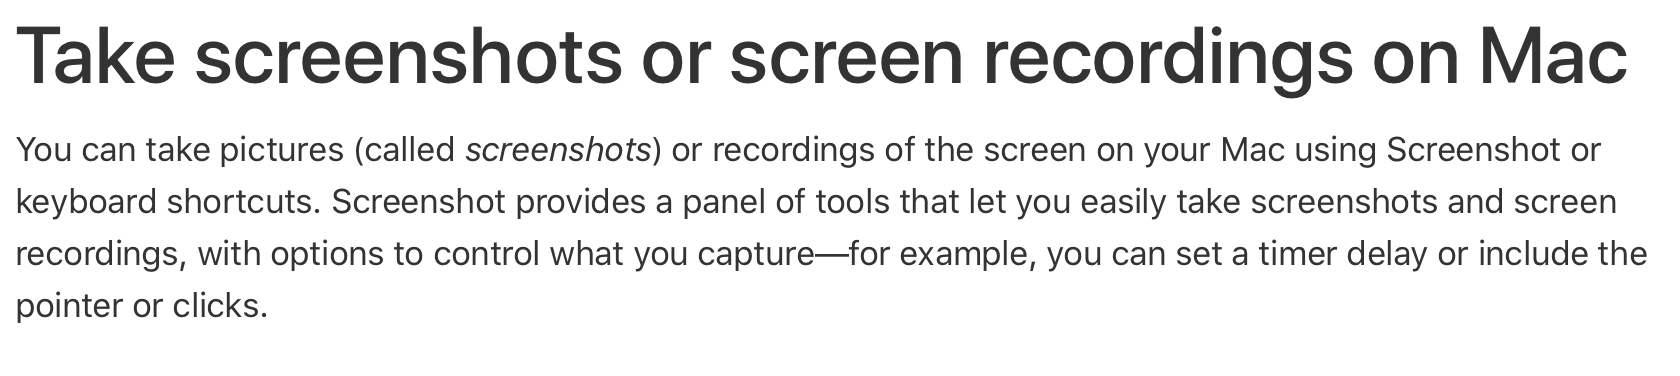 Take screenshots or screen recordings on Mac
You can take pictures (called screenshots) or recordings of the screen on your Mac using Screenshot or
keyboard shortcuts. Screenshot provides a panel of tools that let you easily take screenshots and screen
recordings, with options to control what you capture—for example, you can set a timer delay or include the
pointer or clicks.